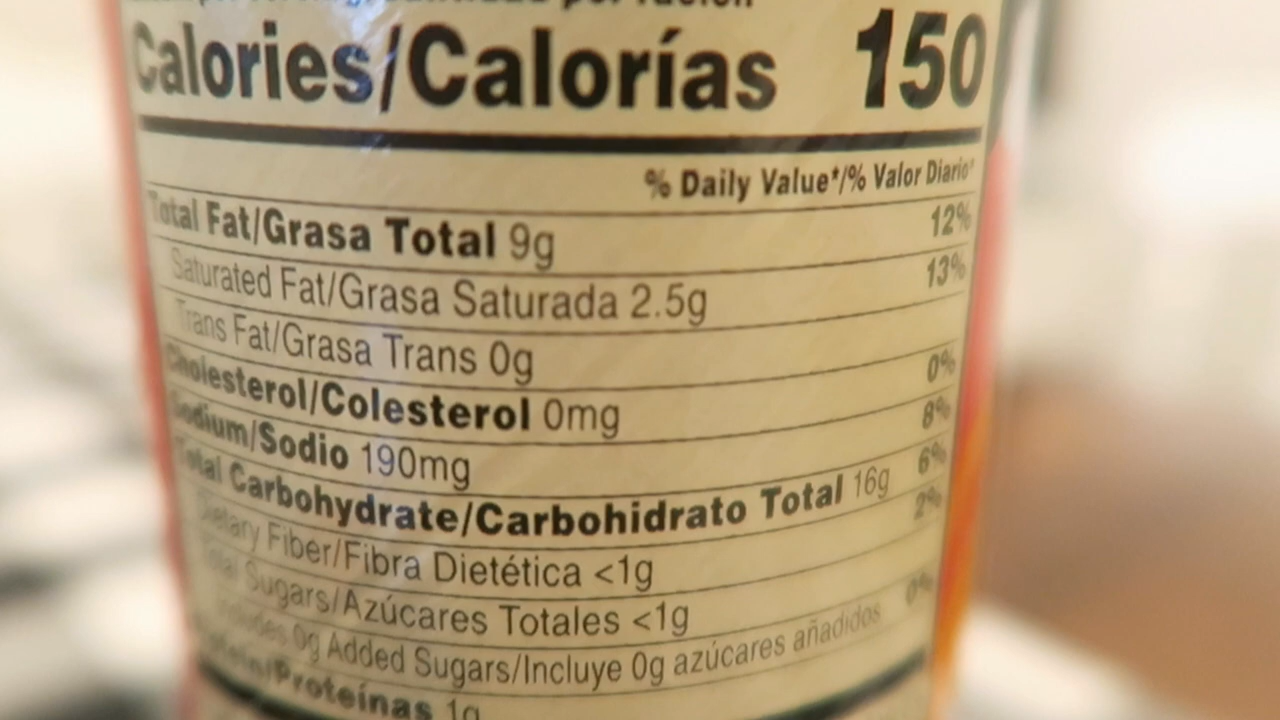 por ración
Calories/Calorías 150
% Daily Value*/% Valor Diario*
Total Fat/Grasa Total 9g 12%
Saturated Fat/Grasa Saturada 2.5g 13%
Trans Fat/Grasa Trans 0g
Cholesterol/Colesterol 0mg 0%
Sodium/Sodio 190mg 8%
Total Carbohydrate/Carbohidrato Total 16g 6%
Dietary Fiber/Fibra Dietética <1g 2%
Total Sugars/Azúcares Totales <1g
Includes 0g Added Sugars/Incluye 0g azúcares añadidos 0%
Protein/Proteínas 1g